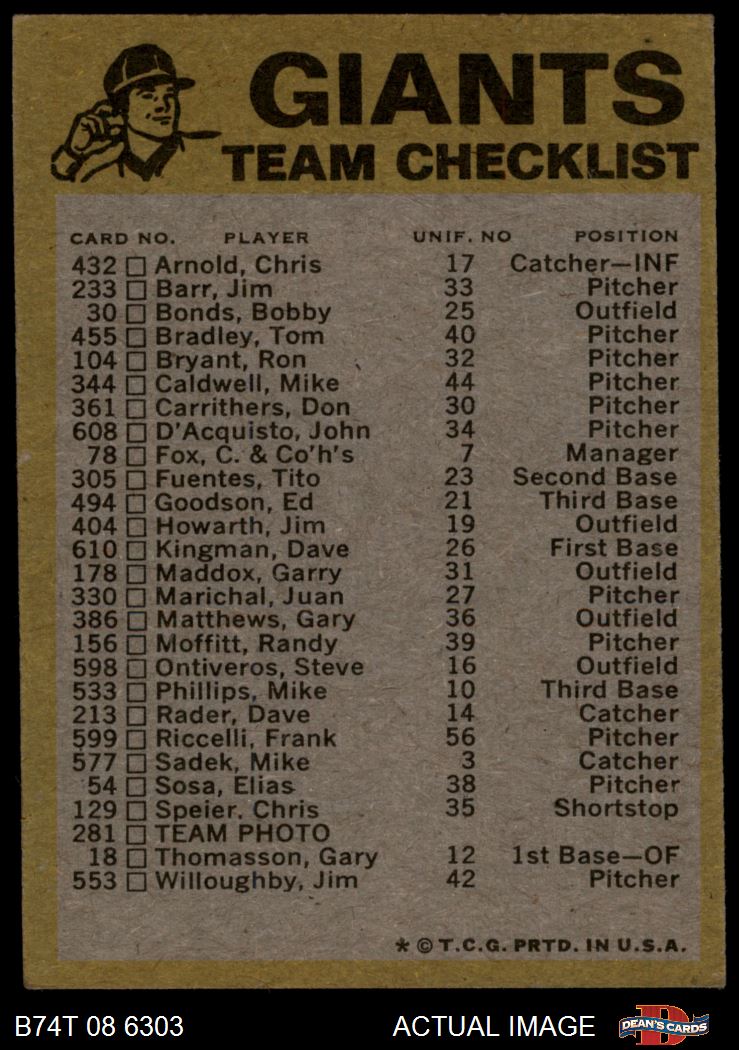 GIANTS
TEAM CHECKLIST
CARD NO. PLAYER UNIF. NO POSITION
432 □ Arnold, Chris 17 Catcher—INF
233 □ Barr, Jim 33 Pitcher
30 □ Bonds, Bobby 25 Outfield
455 □ Bradley, Tom 40 Pitcher
104 □ Bryant, Ron 32 Pitcher
344 □ Caldwell, Mike 44 Pitcher
361 □ Carrithers, Don 30 Pitcher
608 □ D'Acquisto, John 34 Pitcher
78 □ Fox, C. & Co'h's 7 Manager
305 □ Fuentes, Tito 23 Second Base
494 □ Goodson, Ed 21 Third Base
404 □ Howarth, Jim 19 Outfield
610 □ Kingman, Dave 26 First Base
178 □ Maddox, Garry 31 Outfield
330 □ Marichal, Juan 27 Pitcher
386 □ Matthews, Gary 36 Outfield
156 □ Moffitt, Randy 39 Pitcher
598 □ Ontiveros, Steve 16 Outfield
533 □ Phillips, Mike 10 Third Base
213 □ Rader, Dave 14 Catcher
599 □ Riccelli, Frank 56 Pitcher
577 □ Sadek, Mike 3 Catcher
54 □ Sosa, Elias 38 Pitcher
129 □ Speier. Chris 35 Shortstop
281 □ TEAM PHOTO
18 □ Thomasson, Gary 12 1st Base—OF
553 □ Willoughby, Jim 42 Pitcher
* © T.C.G. PRTD. IN U.S.A.
B74T 08 6303 ACTUAL IMAGE D DEAN'S CARDS